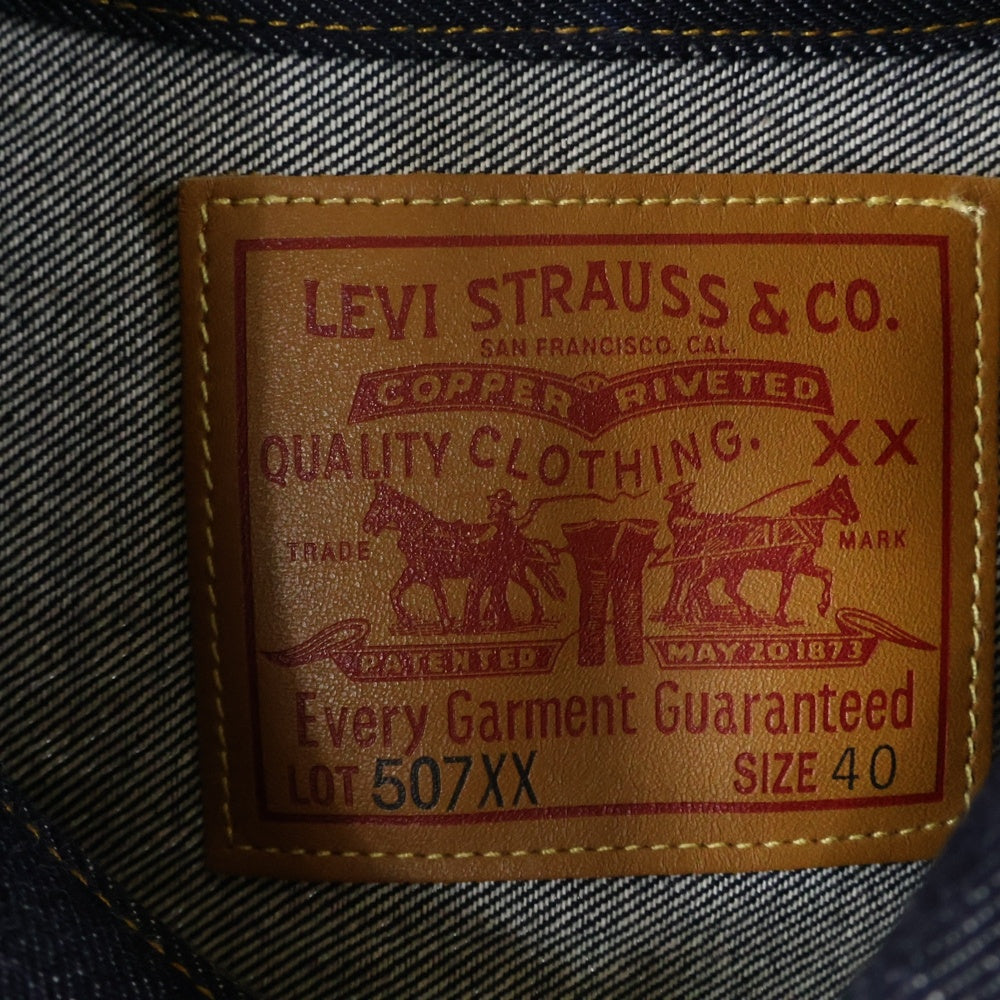 LEVI STRAUSS & CO.
SAN FRANCISCO. CAL.
COPPER RIVETED
QUALITY CLOTHING. XX
TRADE MARK
PATENTED MAY 20 1873
Every Garment Guaranteed
LOT 507XX SIZE 40